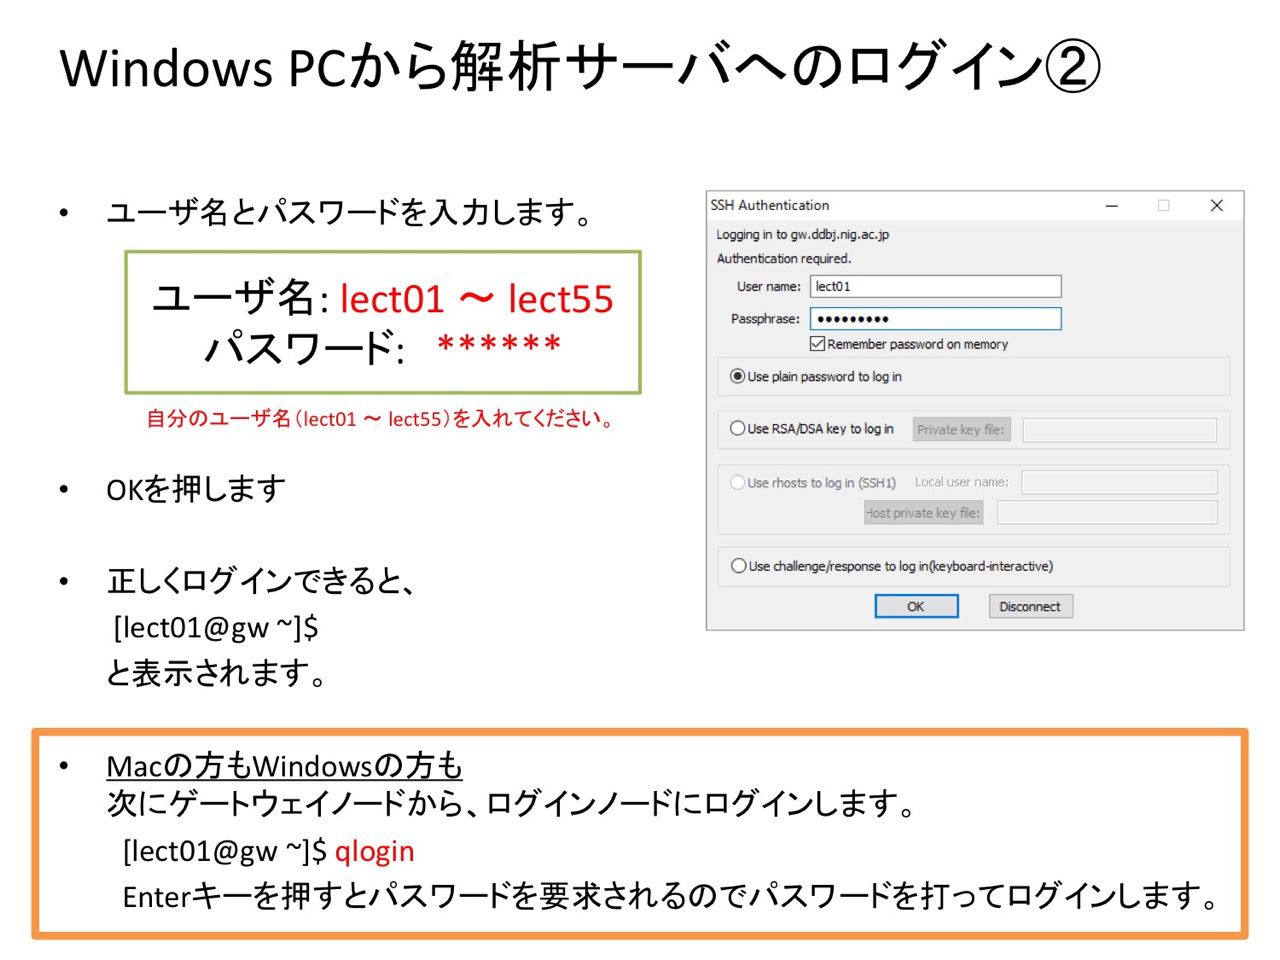 Windows PCから解析サーバへのログイン②
• ユーザ名とパスワードを入力します。
ユーザ名: lect01 ～ lect55
パスワード: ******
自分のユーザ名（lect01 ～ lect55）を入れてください。
• OKを押します
• 正しくログインできると、
[lect01@gw ~]$
と表示されます。
SSH Authentication
Logging in to gw.ddbj.nig.ac.jp
Authentication required.
User name: lect01
Passphrase: •••••••••
Remember password on memory
Use plain password to log in
Use RSA/DSA key to log in Private key file:
Use rhosts to log in (SSH1) Local user name:
Host private key file:
Use challenge/response to log in(keyboard-interactive)
OK Disconnect
• Macの方もWindowsの方も
次にゲートウェイノードから、ログインノードにログインします。
[lect01@gw ~]$ qlogin
Enterキーを押すとパスワードを要求されるのでパスワードを打ってログインします。